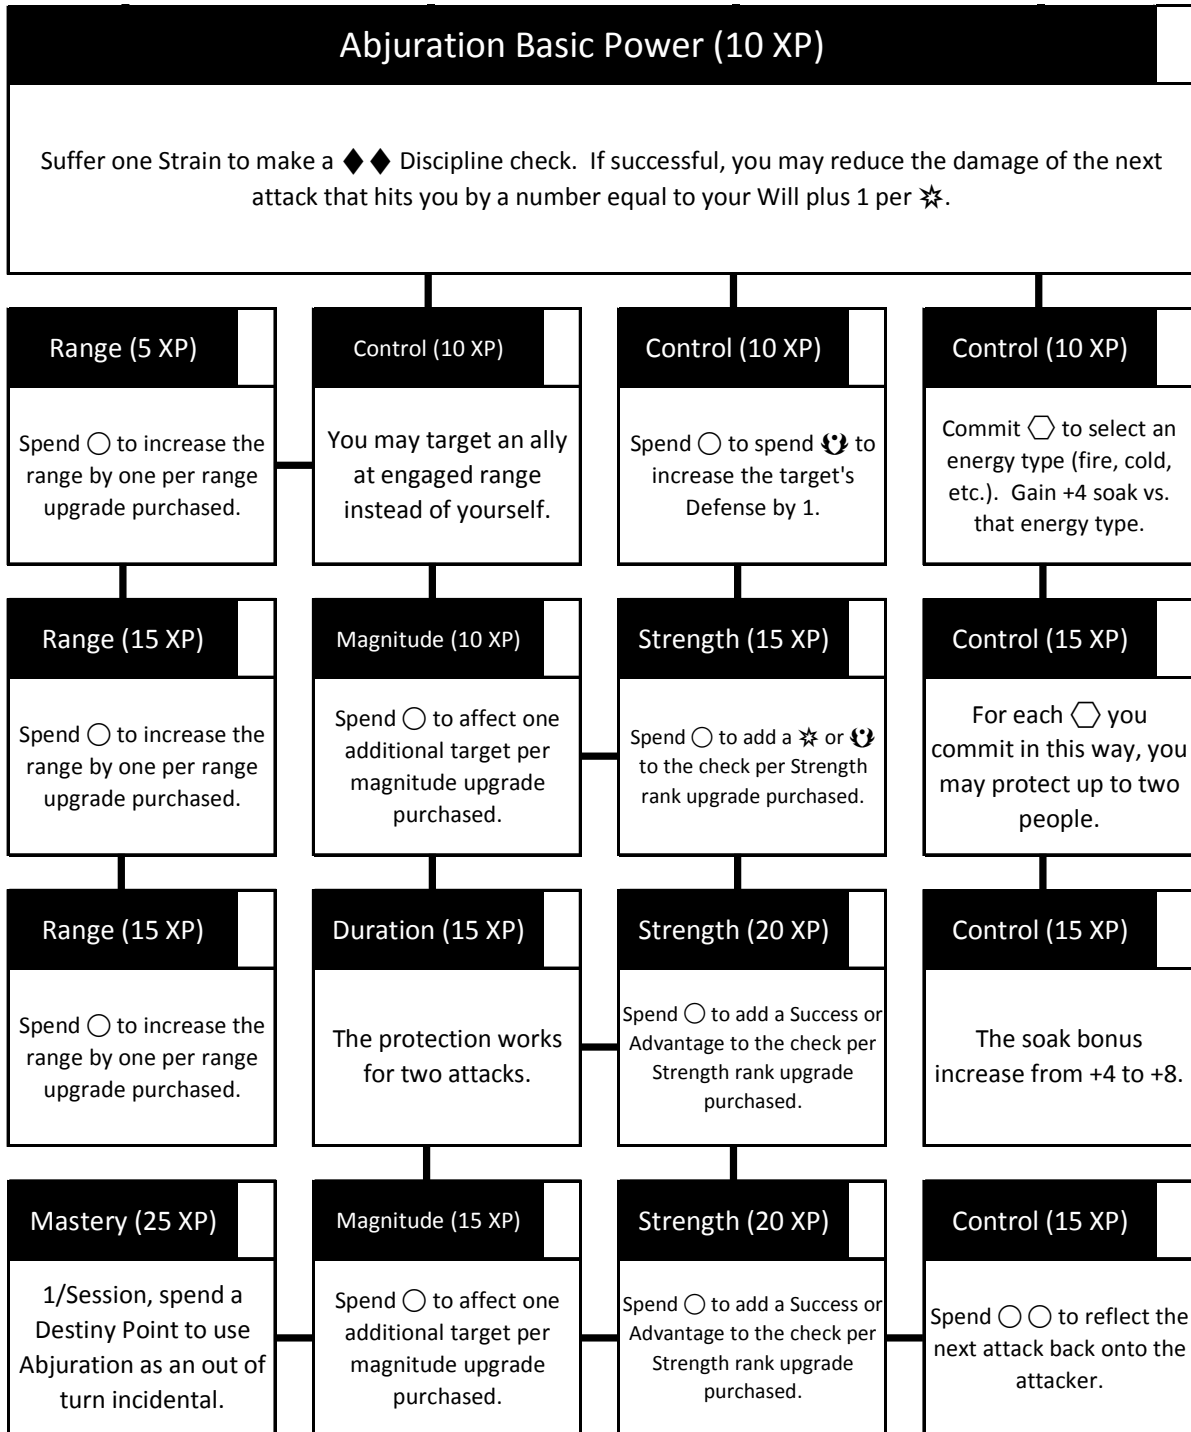 Abjuration Basic Power (10 XP)
Suffer one Strain to make a ♦ ♦ Discipline check. If successful, you may reduce the damage of the next
attack that hits you by a number equal to your Will plus 1 per ✡.
Range (5 XP)
Spend ○ to increase the
range by one per range
upgrade purchased.
Control (10 XP)
You may target an ally
at engaged range
instead of yourself.
Control (10 XP)
Spend ○ to spend to
increase the target's
Defense by 1.
Control (10 XP)
Commit ⬡ to select an
energy type (fire, cold,
etc.). Gain +4 soak vs.
that energy type.
Range (15 XP)
Spend ○ to increase the
range by one per range
upgrade purchased.
Magnitude (10 XP)
Spend ○ to affect one
additional target per
magnitude upgrade
purchased.
Strength (15 XP)
Spend ○ to add a ✡ or
to the check per Strength
rank upgrade purchased.
Control (15 XP)
For each ⬡ you
commit in this way, you
may protect up to two
people.
Range (15 XP)
Spend ○ to increase the
range by one per range
upgrade purchased.
Duration (15 XP)
The protection works
for two attacks.
Strength (20 XP)
Spend ○ to add a Success or
Advantage to the check per
Strength rank upgrade
purchased.
Control (15 XP)
The soak bonus
increase from +4 to +8.
Mastery (25 XP)
1/Session, spend a
Destiny Point to use
Abjuration as an out of
turn incidental.
Magnitude (15 XP)
Spend ○ to affect one
additional target per
magnitude upgrade
purchased.
Strength (20 XP)
Spend ○ to add a Success or
Advantage to the check per
Strength rank upgrade
purchased.
Control (15 XP)
Spend ○ ○ to reflect the
next attack back onto the
attacker.